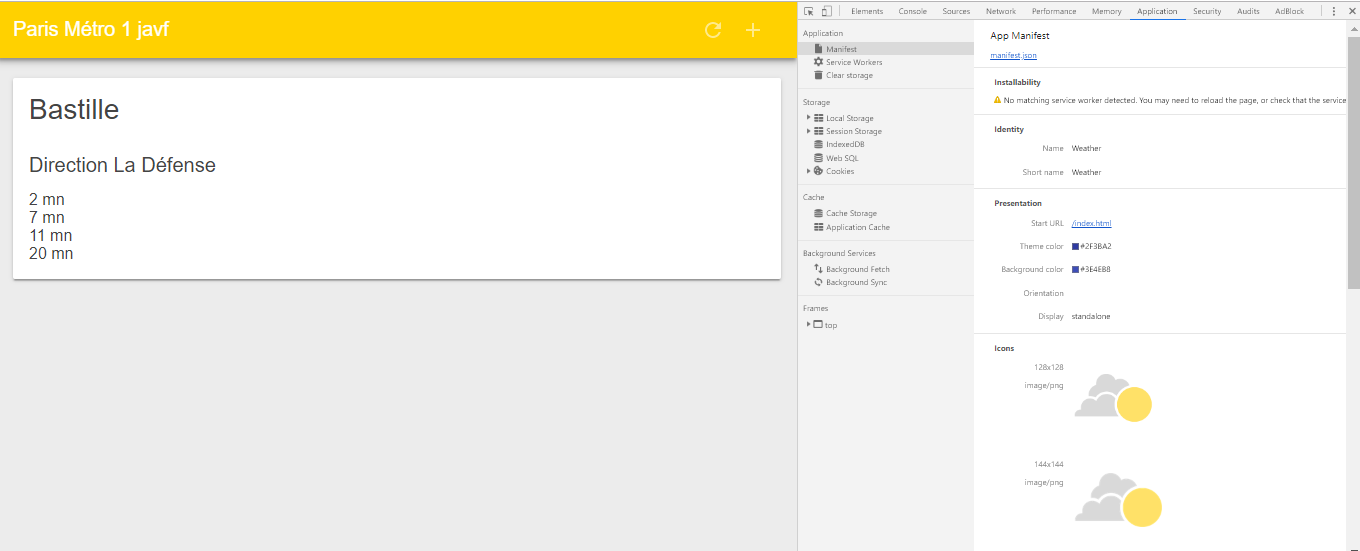 Paris Métro 1 javf
Bastille
Direction La Défense
2 mn
7 mn
11 mn
20 mn
Elements Console Sources Network Performance Memory Application Security Audits AdBlock
Application
Manifest
Service Workers
Clear storage
Storage
Local Storage
Session Storage
IndexedDB
Web SQL
Cookies
Cache
Cache Storage
Application Cache
Background Services
Background Fetch
Background Sync
Frames
top
App Manifest
manifest.json
Installability
No matching service worker detected. You may need to reload the page, or check that the service
Identity
Name Weather
Short name Weather
Presentation
Start URL /index.html
Theme color #2F3BA2
Background color #3E4EB8
Orientation
Display standalone
Icons
128x128
image/png
144x144
image/png